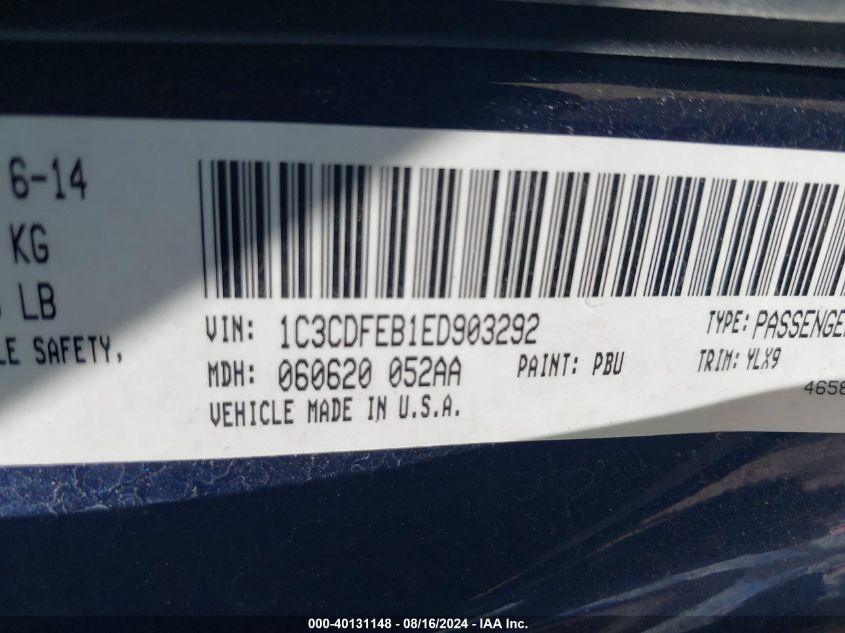 6-14
KG
LB
LE SAFETY,
VIN: 1C3CDFEB1ED903292
TYPE: PASSENGE
MDH: 060620 052AA
PAINT: PBU
TRIM: YLX9
VEHICLE MADE IN U.S.A.
4658
000-40131148 - 08/16/2024 - IAA Inc.